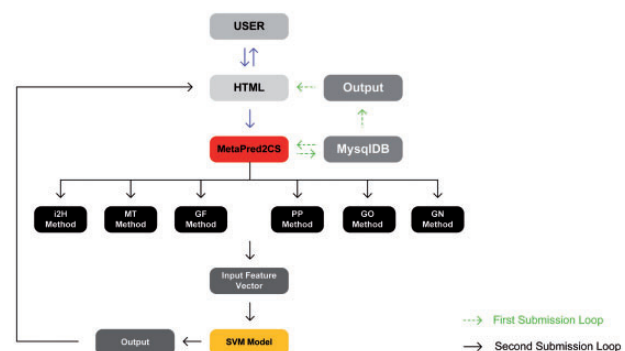 USER
HTML
Output
MetaPred2CS
MysqlDB
i2H
Method
MT
Method
GF
Method
PP
Method
GO
Method
GN
Method
Input Feature
Vector
Output
SVM Model
First Submission Loop
Second Submission Loop